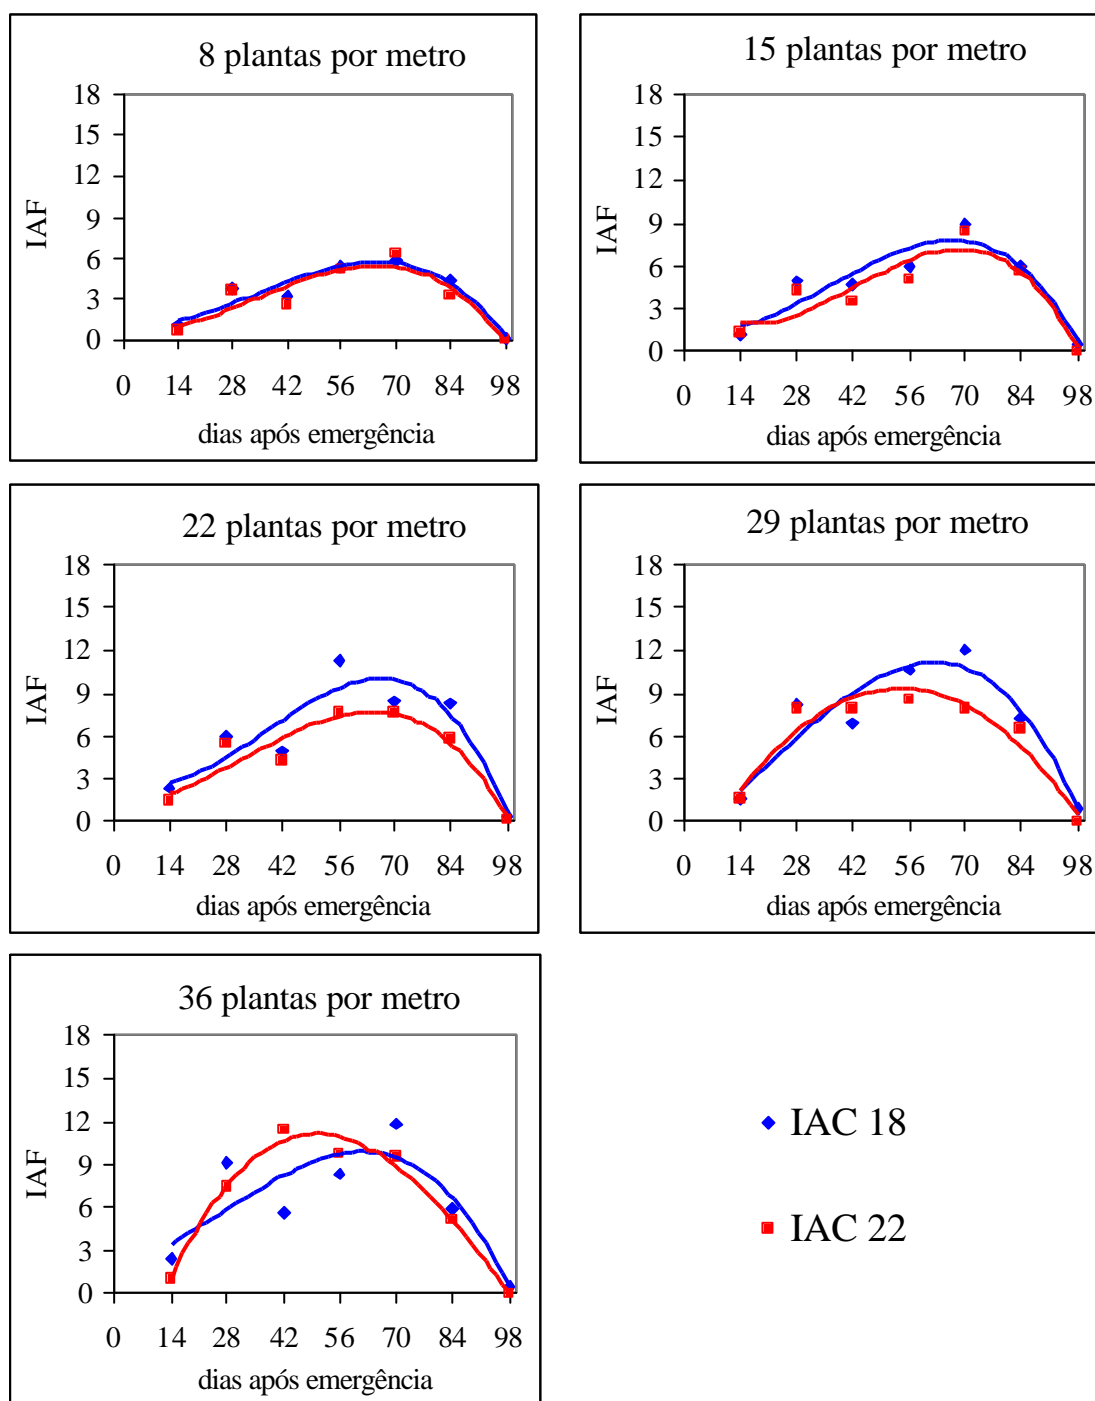 8 plantas por metro
18
15
12
9
6
3
0
IAF
0 14 28 42 56 70 84 98
dias após emergência
15 plantas por metro
18
15
12
9
6
3
0
IAF
0 14 28 42 56 70 84 98
dias após emergência
22 plantas por metro
18
15
12
9
6
3
0
IAF
0 14 28 42 56 70 84 98
dias após emergência
29 plantas por metro
18
15
12
9
6
3
0
IAF
0 14 28 42 56 70 84 98
dias após emergência
36 plantas por metro
18
15
12
9
6
3
0
IAF
0 14 28 42 56 70 84 98
dias após emergência
IAC 18
IAC 22